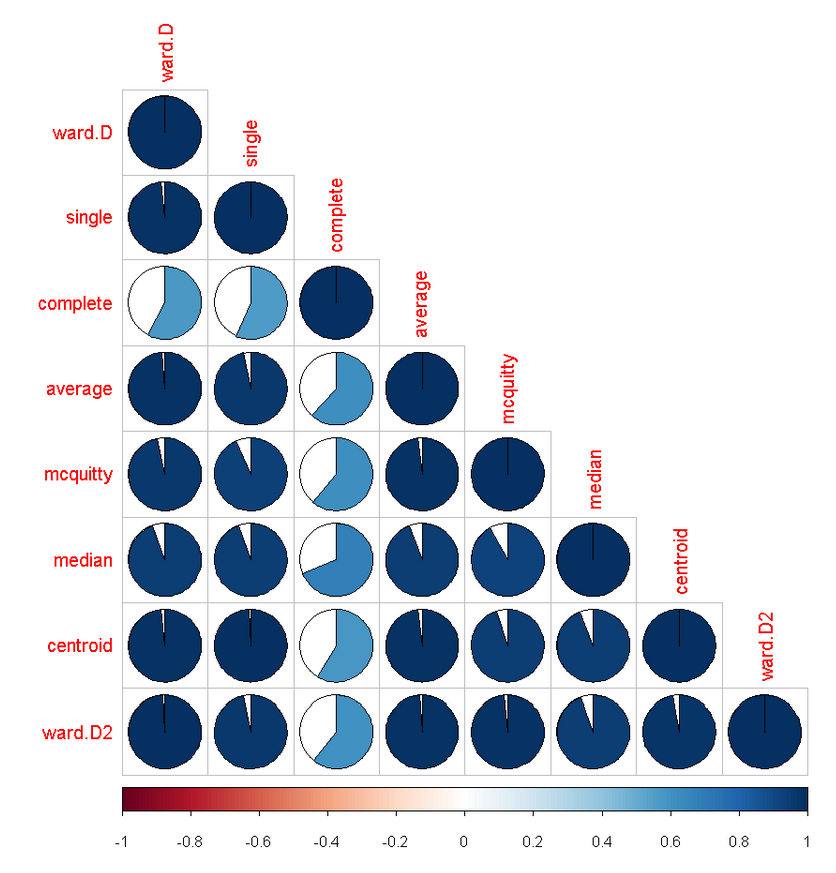 ward.D
ward.D
single
single
complete
complete
average
average
mcquitty
mcquitty
median
median
centroid
centroid
ward.D2
ward.D2
-1 -0.8 -0.6 -0.4 -0.2 0 0.2 0.4 0.6 0.8 1